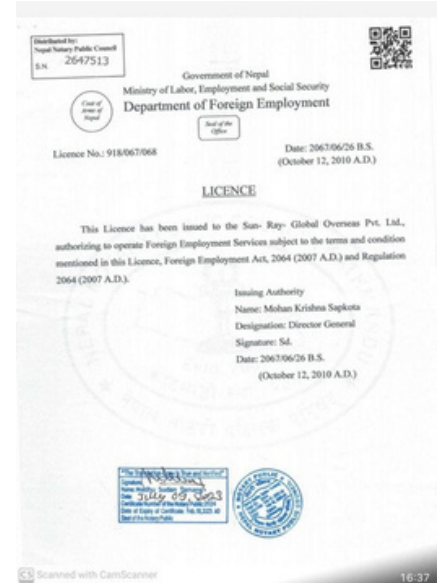 Distributed by:
Nepal Notary Public Council
S.N. 2647513
Government of Nepal
Ministry of Labor, Employment and Social Security
Coat of
Arms of
Nepal
Department of Foreign Employment
Seal of the
Office
Licence No.: 918/067/068
Date: 2067/06/26 B.S.
(October 12, 2010 A.D.)
LICENCE
This Licence has been issued to the Sun- Ray- Global Overseas Pvt. Ltd.,
authorizing to operate Foreign Employment Services subject to the terms and condition
mentioned in this Licence, Foreign Employment Act, 2064 (2007 A.D.) and Regulation
2064 (2007 A.D.).
Issuing Authority
Name: Mohan Krishna Sapkota
Designation: Director General
Signature: Sd.
Date: 2067/06/26 B.S.
(October 12, 2010 A.D.)
Date: July 09, 2023
NOTARY PUBLIC
CS Scanned with CamScanner
16:37